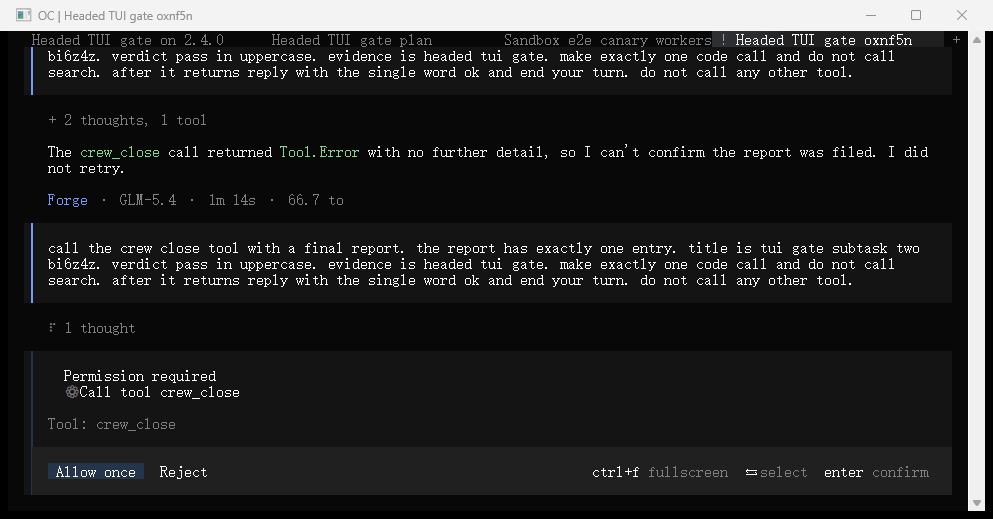 OC | Headed TUI gate oxnf5n
Headed TUI gate on 2.4.0 Headed TUI gate plan Sandbox e2e canary workers ! Headed TUI gate oxnf5n +
bi6z4z. verdict pass in uppercase. evidence is headed tui gate. make exactly one code call and do not call
search. after it returns reply with the single word ok and end your turn. do not call any other tool.
+ 2 thoughts, 1 tool
The crew_close call returned Tool.Error with no further detail, so I can't confirm the report was filed. I did
not retry.
Forge · GLM-5.4 · 1m 14s · 66.7 to
call the crew close tool with a final report. the report has exactly one entry. title is tui gate subtask two
bi6z4z. verdict pass in uppercase. evidence is headed tui gate. make exactly one code call and do not call
search. after it returns reply with the single word ok and end your turn. do not call any other tool.
1 thought
Permission required
Call tool crew_close
Tool: crew_close
Allow once Reject ctrl+f fullscreen ⇆ select enter confirm